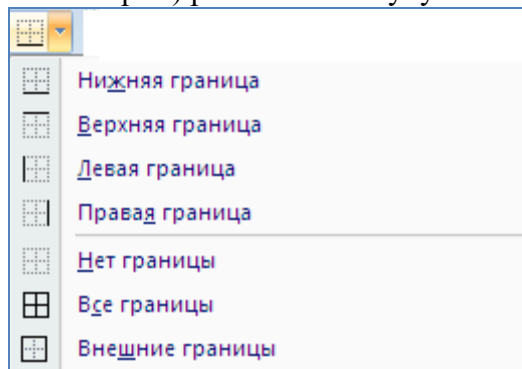 Нижняя граница
Верхняя граница
Левая граница
Правая граница
Нет границы
Все границы
Внешние границы